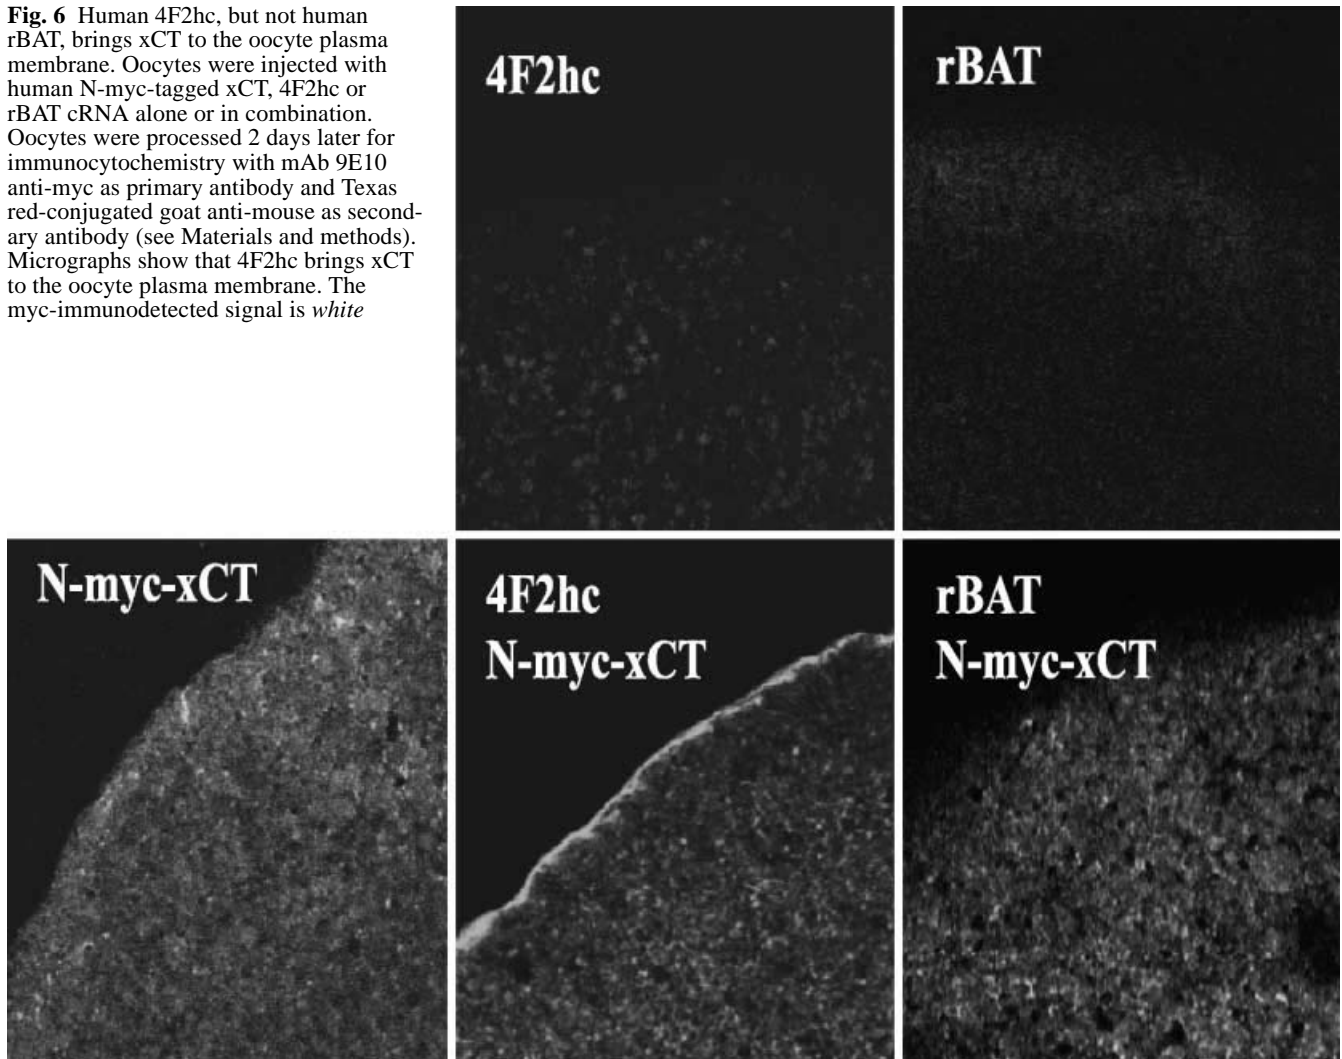 Fig. 6 Human 4F2hc, but not human
rBAT, brings xCT to the oocyte plasma
membrane. Oocytes were injected with
human N-myc-tagged xCT, 4F2hc or
rBAT cRNA alone or in combination.
Oocytes were processed 2 days later for
immunocytochemistry with mAb 9E10
anti-myc as primary antibody and Texas
red-conjugated goat anti-mouse as second-
ary antibody (see Materials and methods).
Micrographs show that 4F2hc brings xCT
to the oocyte plasma membrane. The
myc-immunodetected signal is white
4F2hc
rBAT
N-myc-xCT
4F2hc
N-myc-xCT
rBAT
N-myc-xCT